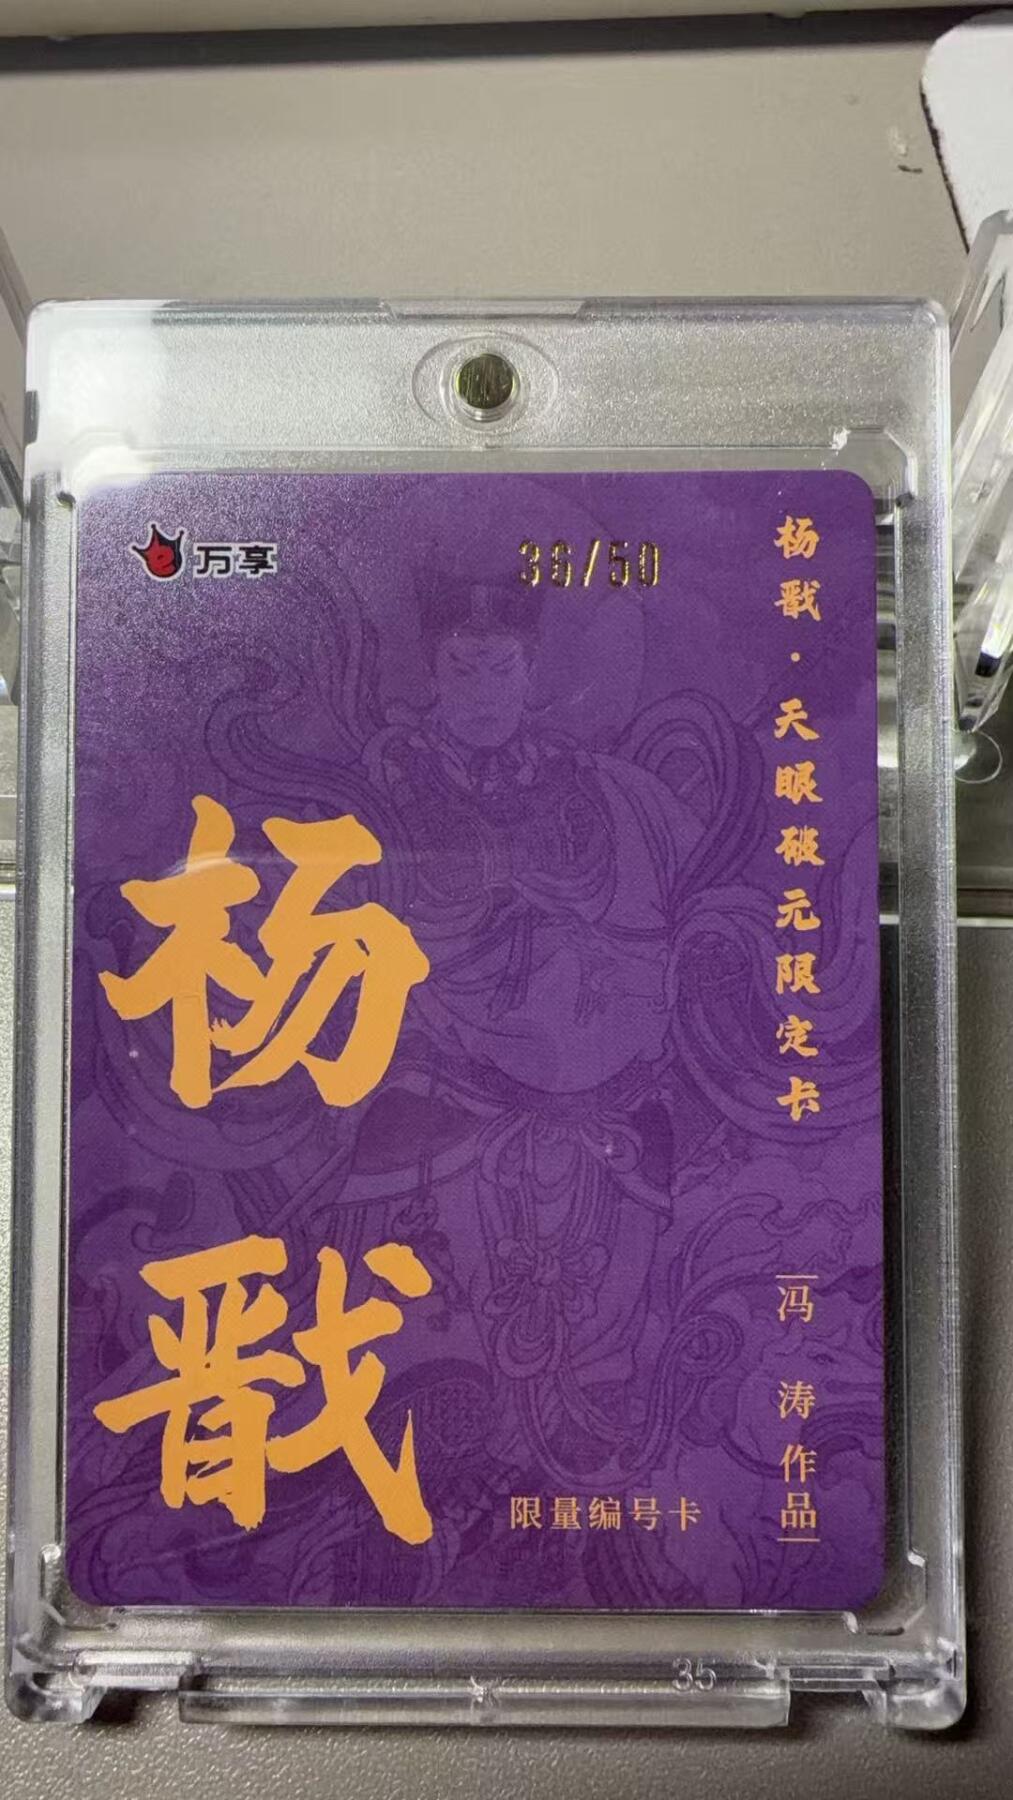 万享
36/50
杨戬·天眼破元限定卡
杨
戬
冯涛作品
限量编号卡
35